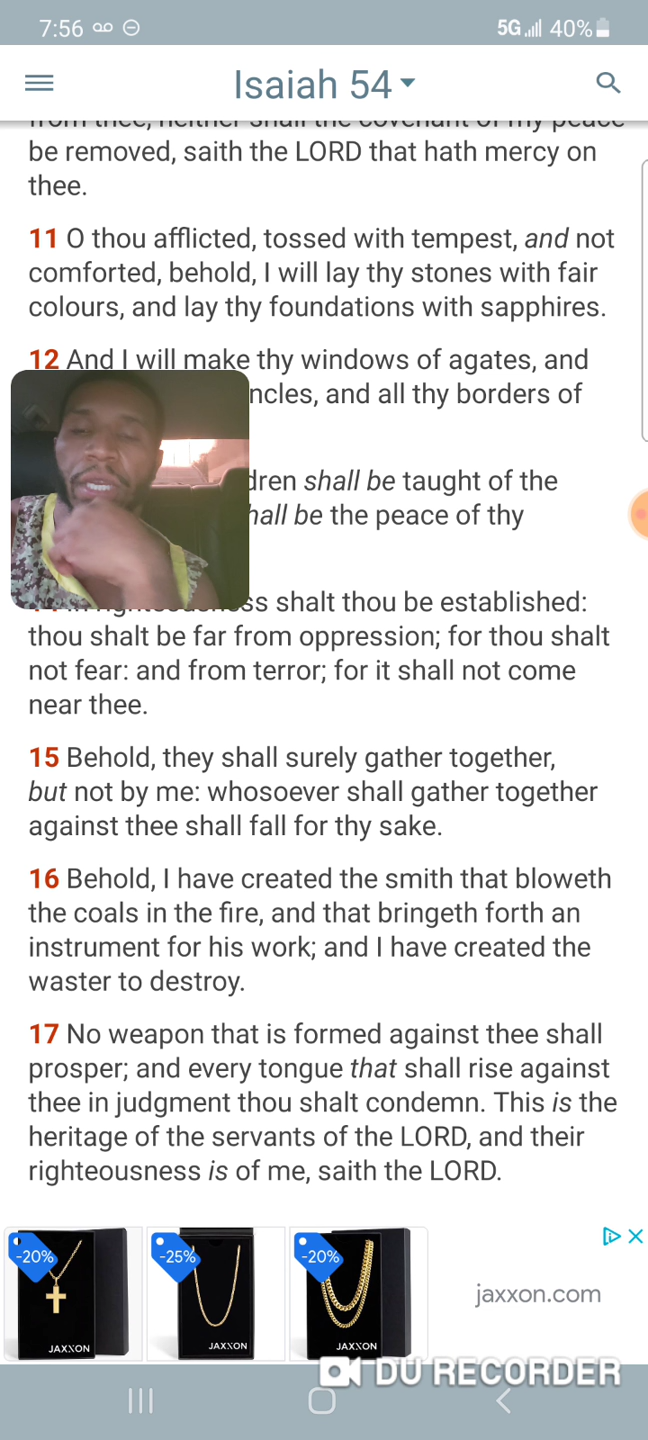 7:56
5G 40%
Isaiah 54
from thee, neither shall the covenant of my peace
be removed, saith the LORD that hath mercy on
thee.
11 O thou afflicted, tossed with tempest, and not
comforted, behold, I will lay thy stones with fair
colours, and lay thy foundations with sapphires.
12 And I will make thy windows of agates, and
ncles, and all thy borders of
dren shall be taught of the
hall be the peace of thy
shalt thou be established:
thou shalt be far from oppression; for thou shalt
not fear: and from terror; for it shall not come
near thee.
15 Behold, they shall surely gather together,
but not by me: whosoever shall gather together
against thee shall fall for thy sake.
16 Behold, I have created the smith that bloweth
the coals in the fire, and that bringeth forth an
instrument for his work; and I have created the
waster to destroy.
17 No weapon that is formed against thee shall
prosper; and every tongue that shall rise against
thee in judgment thou shalt condemn. This is the
heritage of the servants of the LORD, and their
righteousness is of me, saith the LORD.
-20%
-25%
-20%
JAXXON
JAXXON
JAXXON
jaxxon.com
DU RECORDER